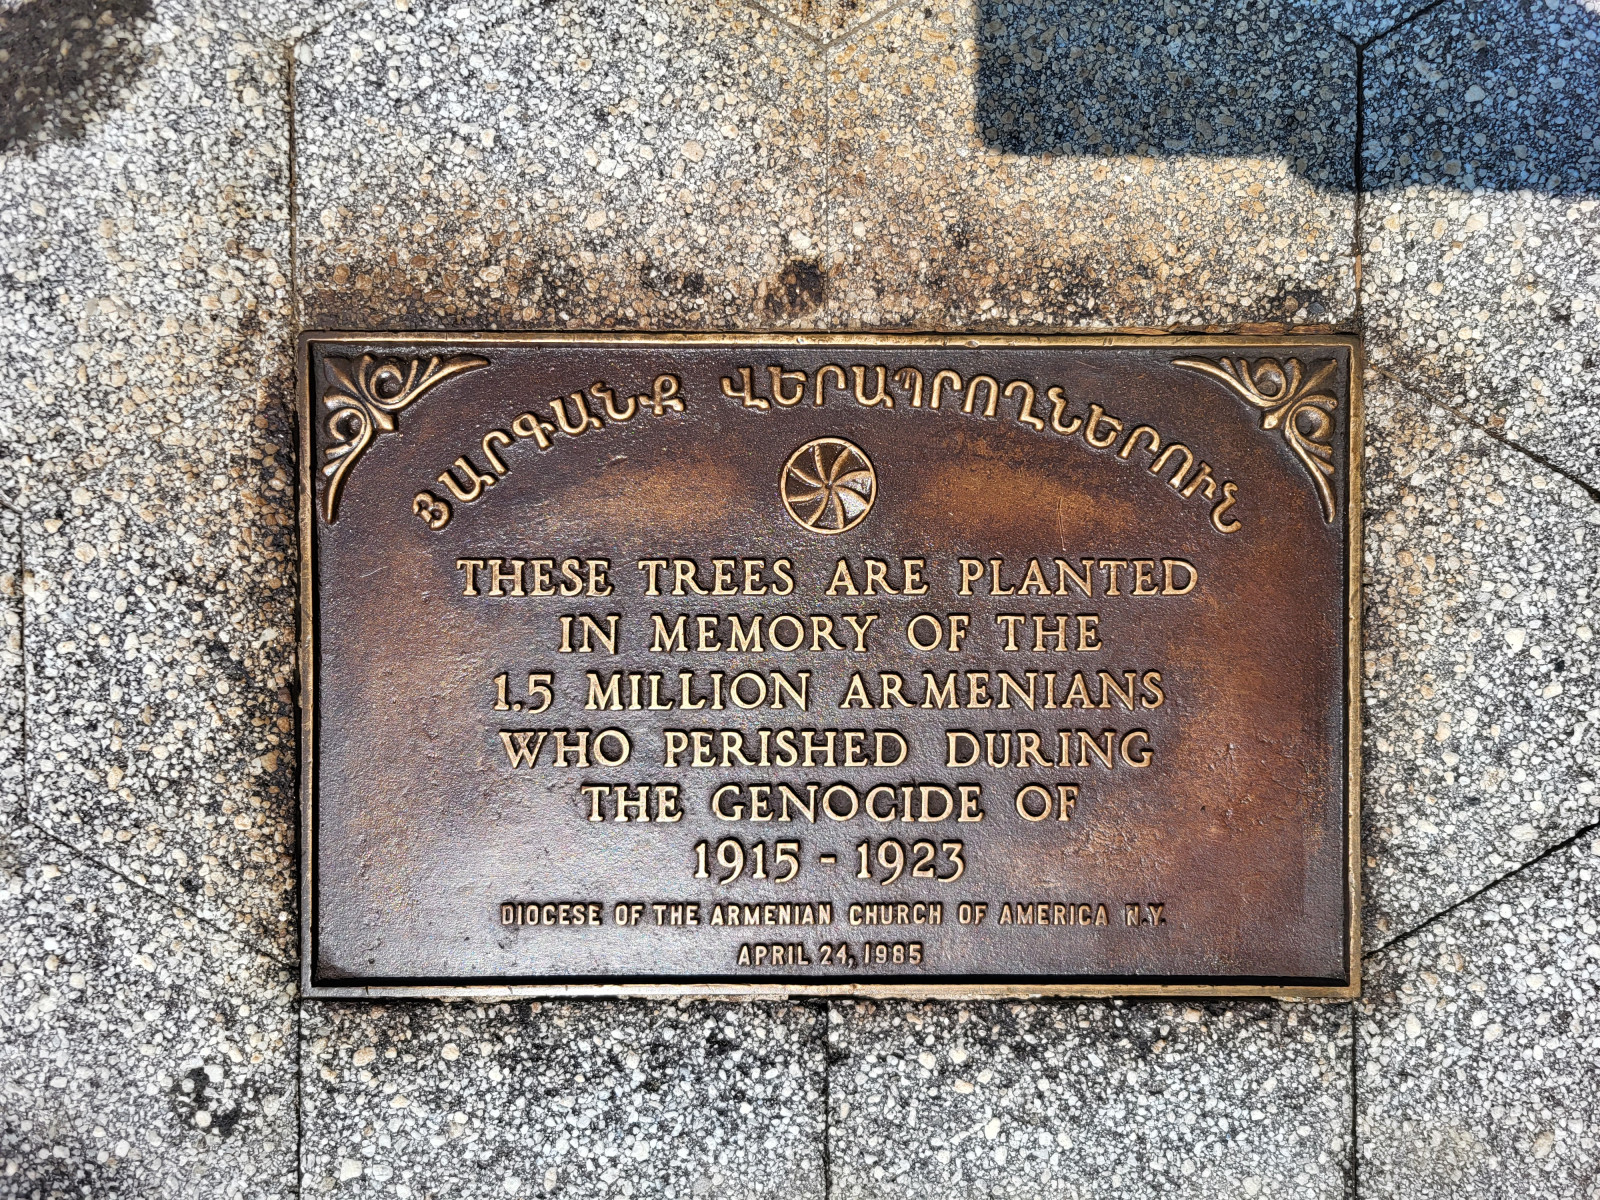 ՅԱՐԳԱՆՔ ՎԵՐԱՊՐՈՂՆԵՐՈՒՆ
THESE TREES ARE PLANTED
IN MEMORY OF THE
1.5 MILLION ARMENIANS
WHO PERISHED DURING
THE GENOCIDE OF
1915 - 1923
DIOCESE OF THE ARMENIAN CHURCH OF AMERICA N.Y.
APRIL 24, 1985